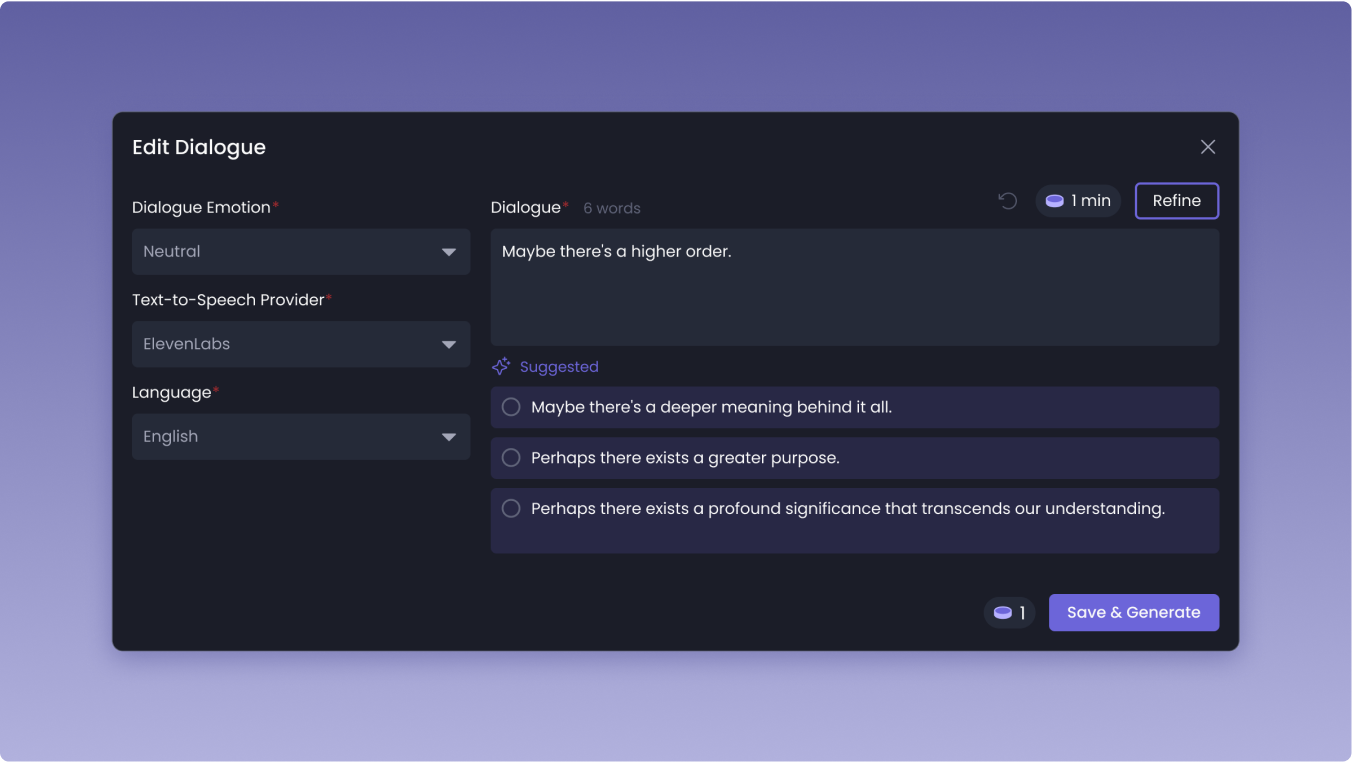 Edit Dialogue
Dialogue Emotion*
Neutral
Text-to-Speech Provider*
ElevenLabs
Language*
English
Dialogue* 6 words
1 min
Refine
Maybe there's a higher order.
Suggested
Maybe there's a deeper meaning behind it all.
Perhaps there exists a greater purpose.
Perhaps there exists a profound significance that transcends our understanding.
1
Save & Generate